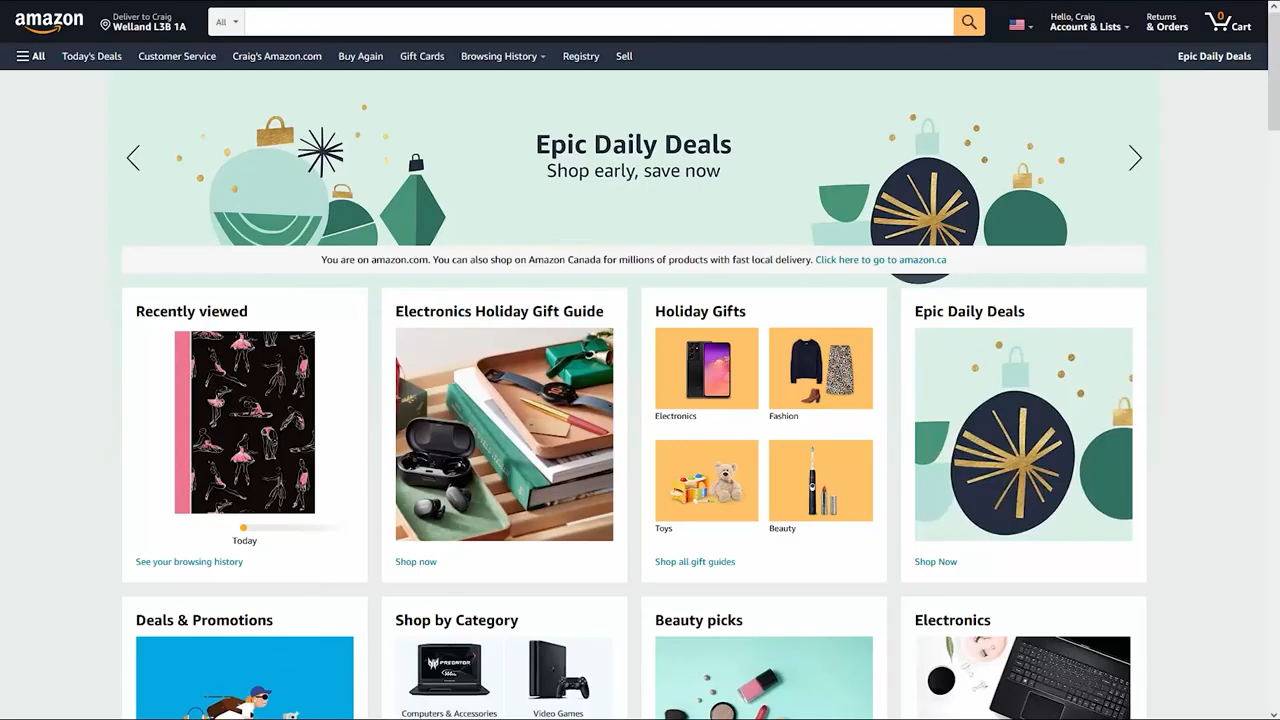 amazon
Deliver to Craig
Welland L3B 1A
All
Hello, Craig
Account & Lists
Returns
& Orders
0
Cart
All
Today's Deals
Customer Service
Craig's Amazon.com
Buy Again
Gift Cards
Browsing History
Registry
Sell
Epic Daily Deals
Epic Daily Deals
Shop early, save now
You are on amazon.com. You can also shop on Amazon Canada for millions of products with fast local delivery. Click here to go to amazon.ca
Recently viewed
Today
See your browsing history
Electronics Holiday Gift Guide
Shop now
Holiday Gifts
Electronics
Fashion
Toys
Beauty
Shop all gift guides
Epic Daily Deals
Shop Now
Deals & Promotions
Shop by Category
PREDATOR
Computers & Accessories
Video Games
Beauty picks
Electronics